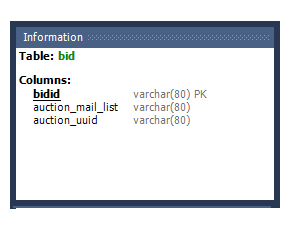 Information
Table: bid
Columns:
bidid varchar(80) PK
auction_mail_list varchar(80)
auction_uuid varchar(80)